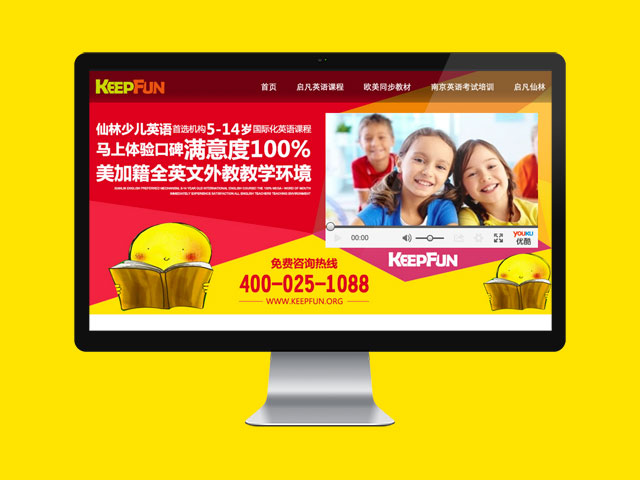 KEEPFUN
首页 启凡英语课程 欧美同步教材 南京英语考试培训 启凡仙林
仙林少儿英语首选机构5-14岁国际化英语课程
马上体验口碑满意度100%
美加籍全英文外教教学环境
00:00
YOUKU
优酷
KEEPFUN
免费咨询热线
400-025-1088
WWW.KEEPFUN.ORG